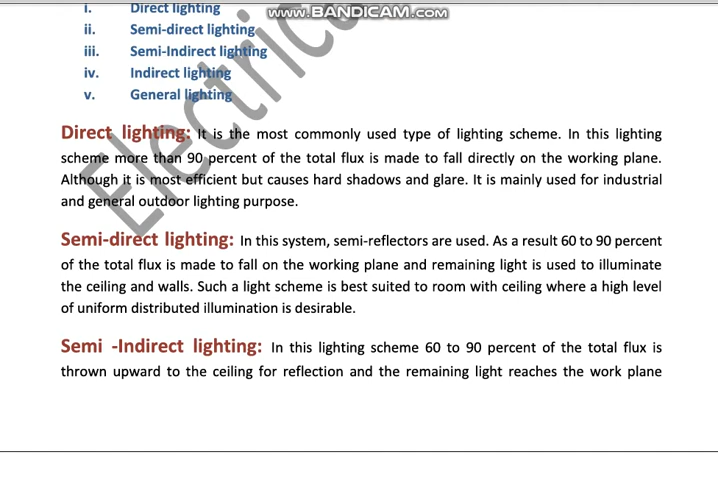 www.BANDICAM.COM
i. Direct lighting
ii. Semi-direct lighting
iii. Semi-Indirect lighting
iv. Indirect lighting
v. General lighting
Electrica
Direct lighting: It is the most commonly used type of lighting scheme. In this lighting
scheme more than 90 percent of the total flux is made to fall directly on the working plane.
Although it is most efficient but causes hard shadows and glare. It is mainly used for industrial
and general outdoor lighting purpose.
Semi-direct lighting: In this system, semi-reflectors are used. As a result 60 to 90 percent
of the total flux is made to fall on the working plane and remaining light is used to illuminate
the ceiling and walls. Such a light scheme is best suited to room with ceiling where a high level
of uniform distributed illumination is desirable.
Semi -Indirect lighting: In this lighting scheme 60 to 90 percent of the total flux is
thrown upward to the ceiling for reflection and the remaining light reaches the work plane